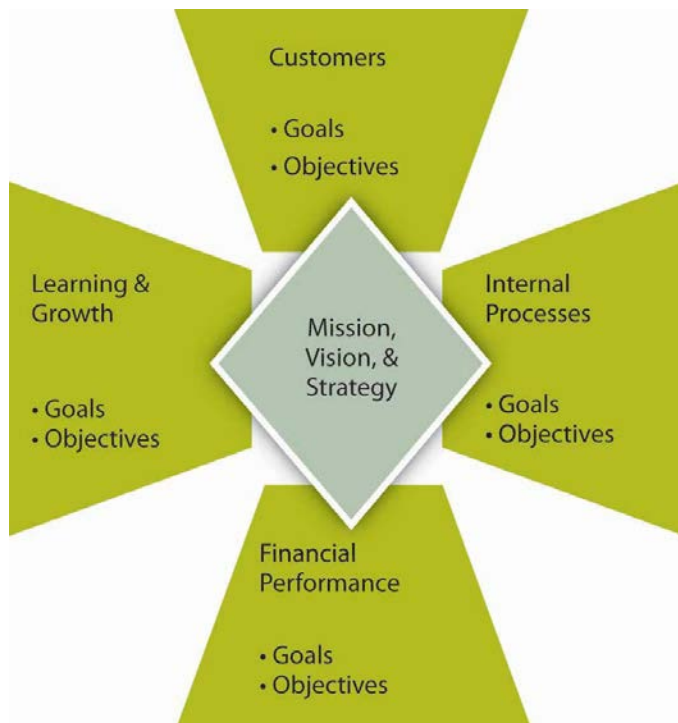 Customers
• Goals
• Objectives
Learning &
Growth
• Goals
• Objectives
Mission,
Vision, &
Strategy
Internal
Processes
• Goals
• Objectives
Financial
Performance
• Goals
• Objectives